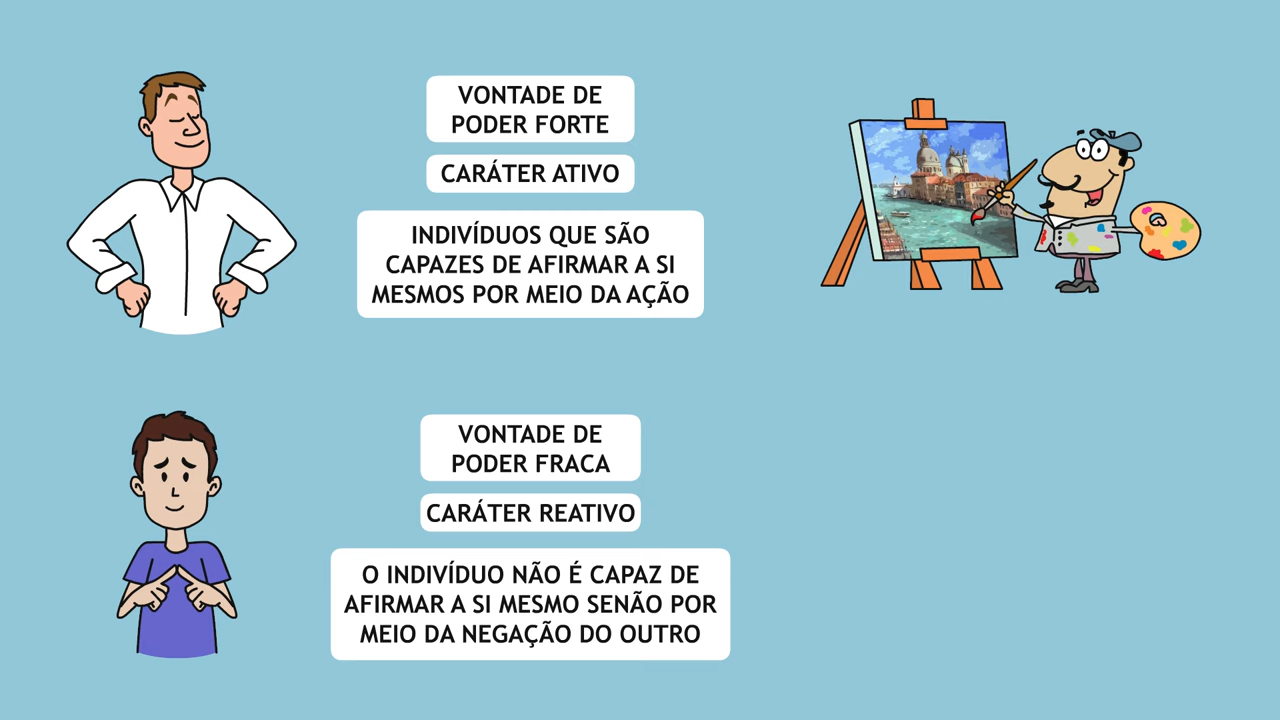 VONTADE DE
PODER FORTE
CARÁTER ATIVO
INDIVÍDUOS QUE SÃO
CAPAZES DE AFIRMAR A SI
MESMOS POR MEIO DA AÇÃO
VONTADE DE
PODER FRACA
CARÁTER REATIVO
O INDIVÍDUO NÃO É CAPAZ DE
AFIRMAR A SI MESMO SENÃO POR
MEIO DA NEGAÇÃO DO OUTRO